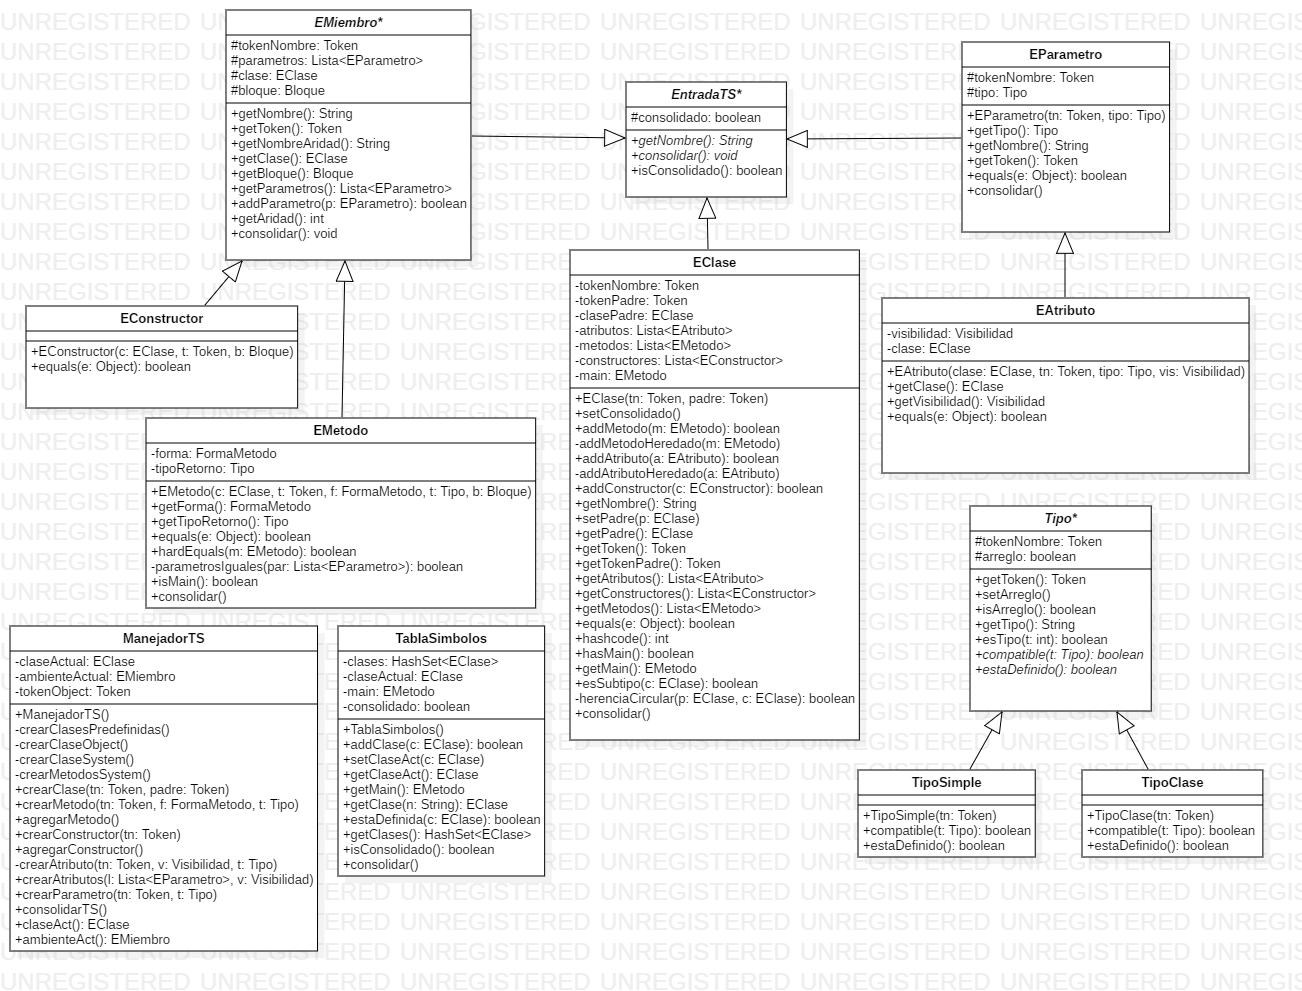 EMiembro*
#tokenNombre: Token
#parametros: Lista<EParametro>
#clase: EClase
#bloque: Bloque
+getNombre(): String
+getToken(): Token
+getNombreAridad(): String
+getClase(): EClase
+getBloque(): Bloque
+getParametros(): Lista<EParametro>
+addParametro(p: EParametro): boolean
+getAridad(): int
+consolidar(): void
EntradaTS*
#consolidado: boolean
+getNombre(): String
+consolidar(): void
+isConsolidado(): boolean
EParametro
#tokenNombre: Token
#tipo: Tipo
+EParametro(tn: Token, tipo: Tipo)
+getTipo(): Tipo
+getNombre(): String
+getToken(): Token
+equals(e: Object): boolean
+consolidar()
EConstructor
+EConstructor(c: EClase, t: Token, b: Bloque)
+equals(e: Object): boolean
EClase
-tokenNombre: Token
-tokenPadre: Token
-clasePadre: EClase
-atributos: Lista<EAtributo>
-metodos: Lista<EMetodo>
-constructores: Lista<EConstructor>
-main: EMetodo
+EClase(tn: Token, padre: Token)
+setConsolidado()
+addMetodo(m: EMetodo): boolean
-addMetodoHeredado(m: EMetodo)
+addAtributo(a: EAtributo): boolean
-addAtributoHeredado(a: EAtributo)
+addConstructor(c: EConstructor): boolean
+getNombre(): String
+setPadre(p: EClase)
+getPadre(): EClase
+getToken(): Token
+getTokenPadre(): Token
+getAtributos(): Lista<EAtributo>
+getConstructores(): Lista<EConstructor>
+getMetodos(): Lista<EMetodo>
+equals(e: Object): boolean
+hashcode(): int
+hasMain(): boolean
+getMain(): EMetodo
+esSubtipo(c: EClase): boolean
-herenciaCircular(p: EClase, c: EClase): boolean
+consolidar()
EAtributo
-visibilidad: Visibilidad
-clase: EClase
+EAtributo(clase: EClase, tn: Token, tipo: Tipo, vis: Visibilidad)
+getClase(): EClase
+getVisibilidad(): Visibilidad
+equals(e: Object): boolean
EMetodo
-forma: FormaMetodo
-tipoRetorno: Tipo
+EMetodo(c: EClase, t: Token, f: FormaMetodo, t: Tipo, b: Bloque)
+getForma(): FormaMetodo
+getTipoRetorno(): Tipo
+equals(e: Object): boolean
+hardEquals(m: EMetodo): boolean
-parametrosIguales(par: Lista<EParametro>): boolean
+isMain(): boolean
+consolidar()
Tipo*
#tokenNombre: Token
#arreglo: boolean
+getToken(): Token
+setArreglo()
+isArreglo(): boolean
+getTipo(): String
+esTipo(t: int): boolean
+compatible(t: Tipo): boolean
+estaDefinido(): boolean
ManejadorTS
-claseActual: EClase
-ambienteActual: EMiembro
-tokenObject: Token
+ManejadorTS()
-crearClasesPredefinidas()
-crearClaseObject()
-crearClaseSystem()
-crearMetodosSystem()
+crearClase(tn: Token, padre: Token)
+crearMetodo(tn: Token, f: FormaMetodo, t: Tipo)
+agregarMetodo()
+crearConstructor(tn: Token)
+agregarConstructor()
-crearAtributo(tn: Token, v: Visibilidad, t: Tipo)
+crearAtributos(l: Lista<EParametro>, v: Visibilidad)
+crearParametro(tn: Token, t: Tipo)
+consolidarTS()
+claseAct(): EClase
+ambienteAct(): EMiembro
TablaSimbolos
-clases: HashSet<EClase>
-claseActual: EClase
-main: EMetodo
-consolidado: boolean
+TablaSimbolos()
+addClase(c: EClase): boolean
+setClaseAct(c: EClase)
+getClaseAct(): EClase
+getMain(): EMetodo
+getClase(n: String): EClase
+estaDefinida(c: EClase): boolean
+getClases(): HashSet<EClase>
+isConsolidado(): boolean
+consolidar()
TipoSimple
+TipoSimple(tn: Token)
+compatible(t: Tipo): boolean
+estaDefinido(): boolean
TipoClase
+TipoClase(tn: Token)
+compatible(t: Tipo): boolean
+estaDefinido(): boolean
UNREGISTERED